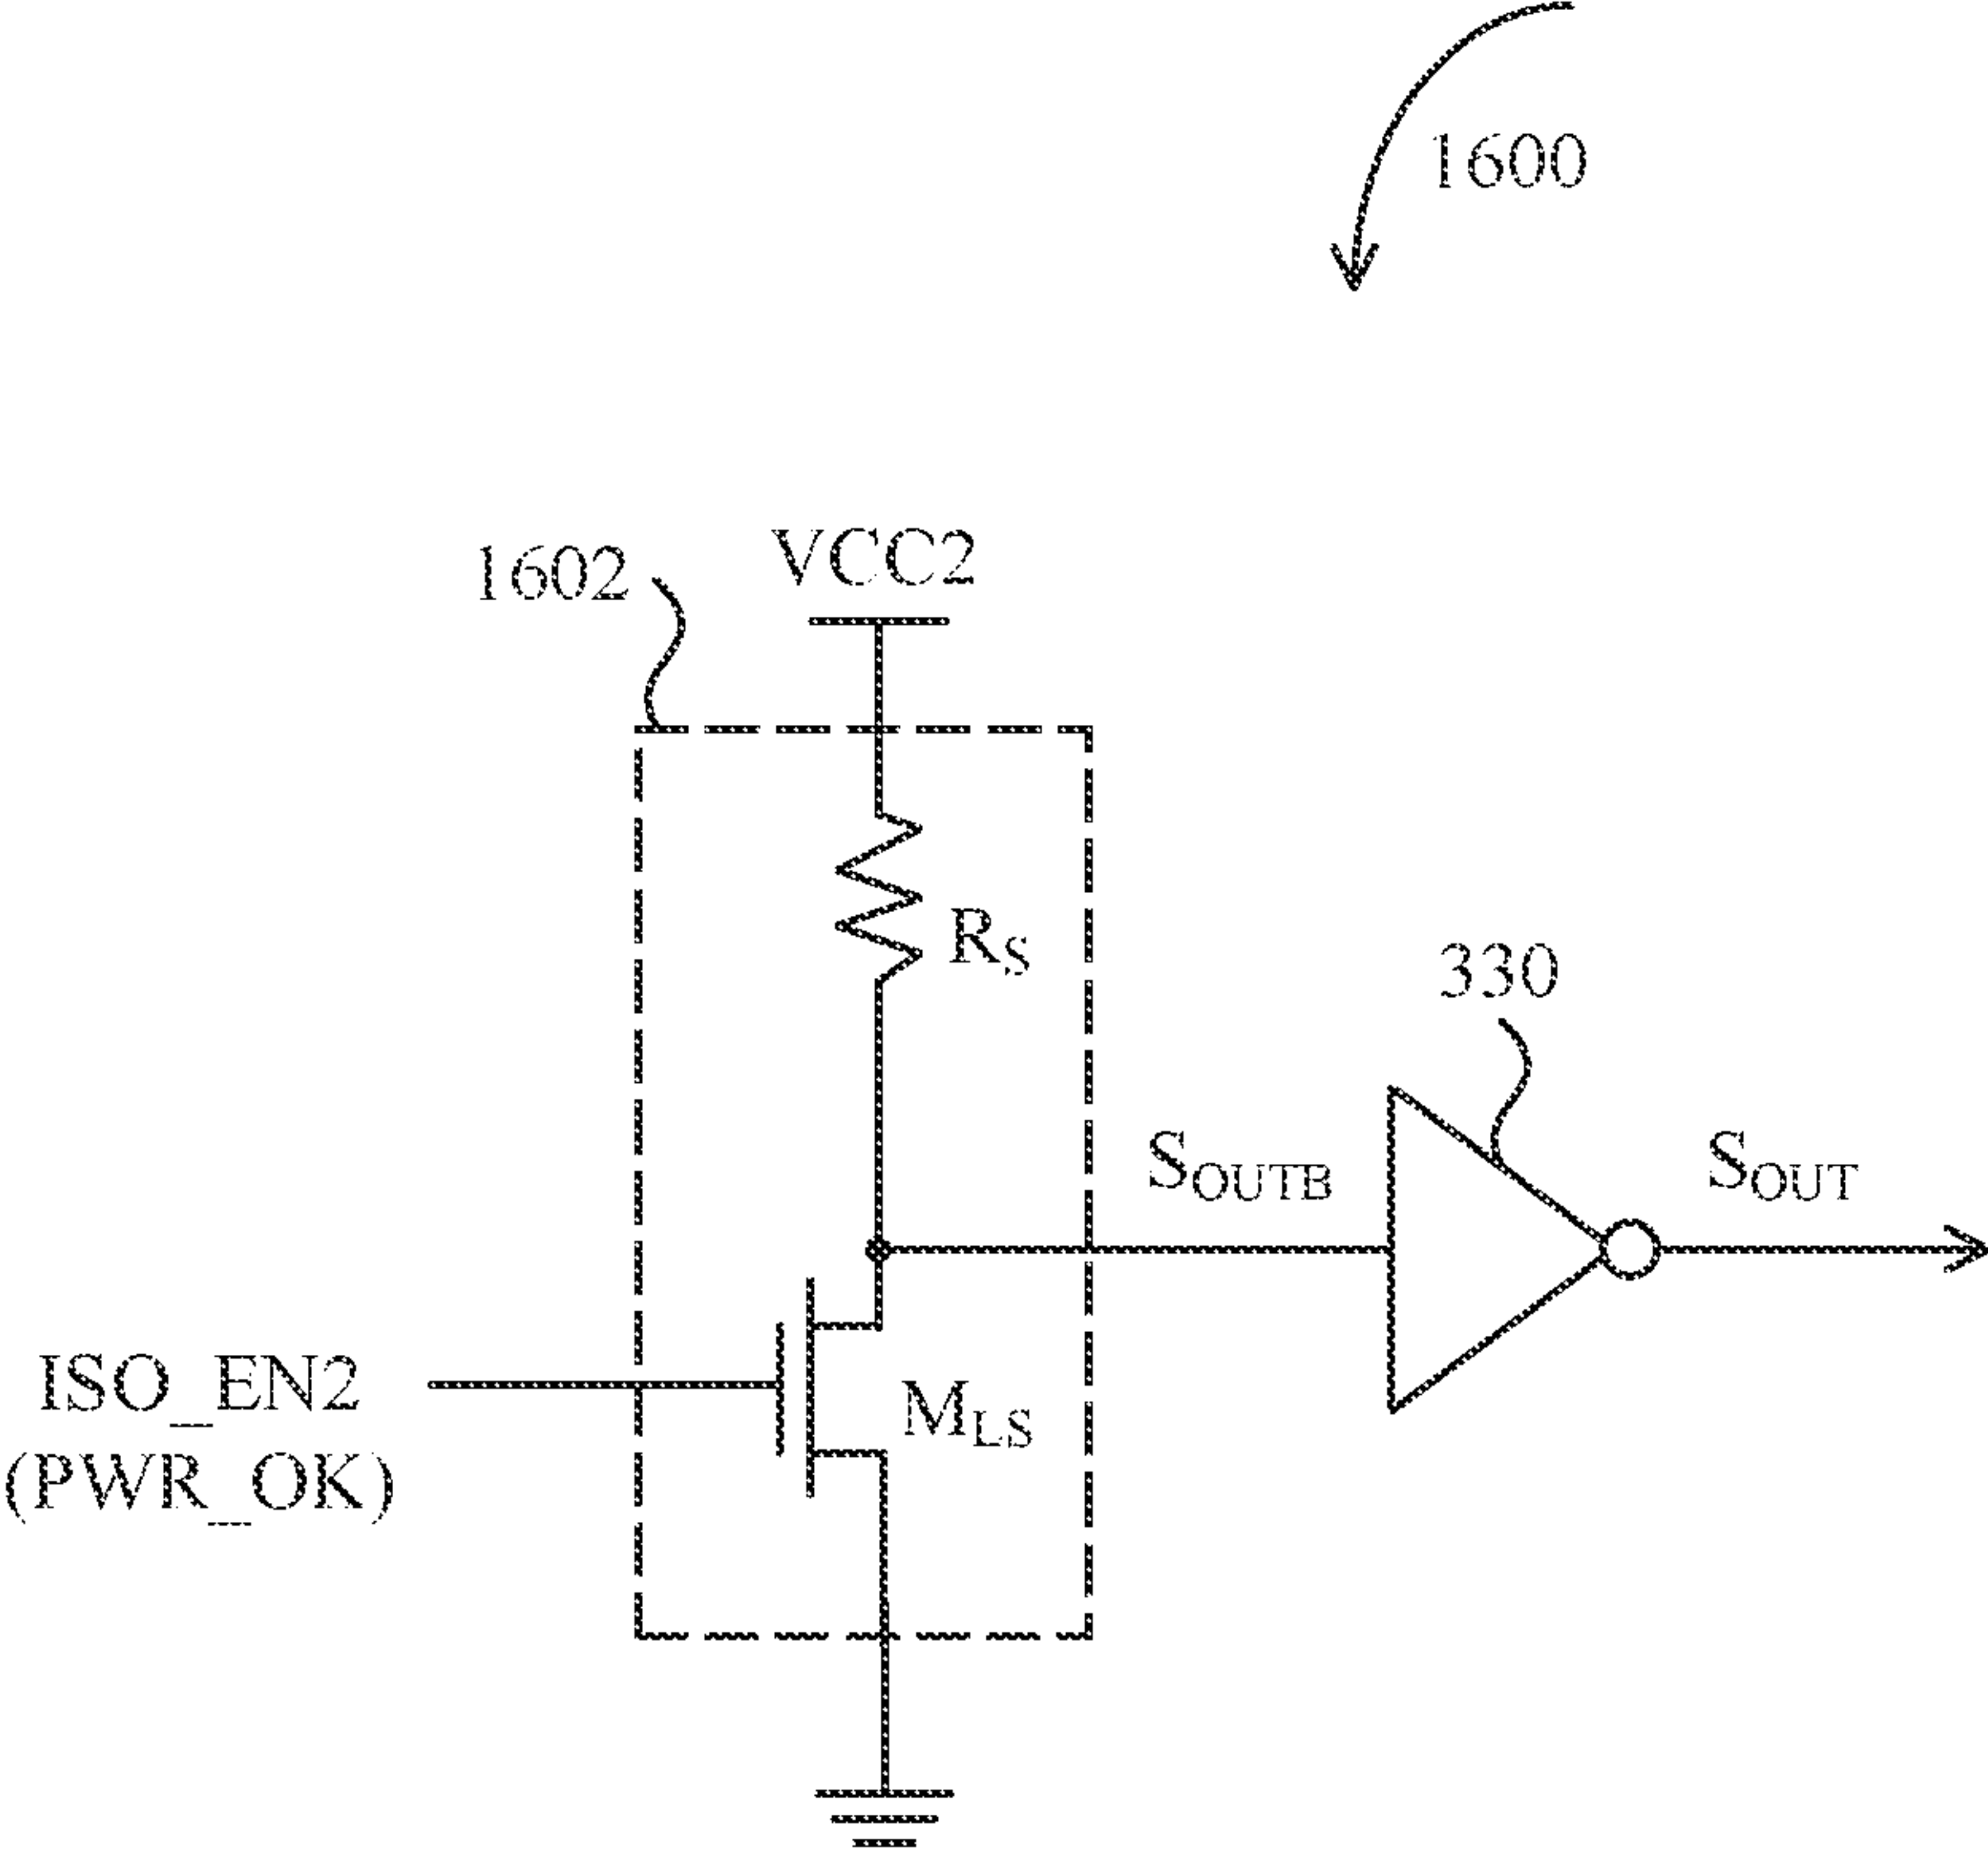 1600
1602
VCC2
RS
330
SOUTB
SOUT
ISO_EN2
(PWR_OK)
MLS